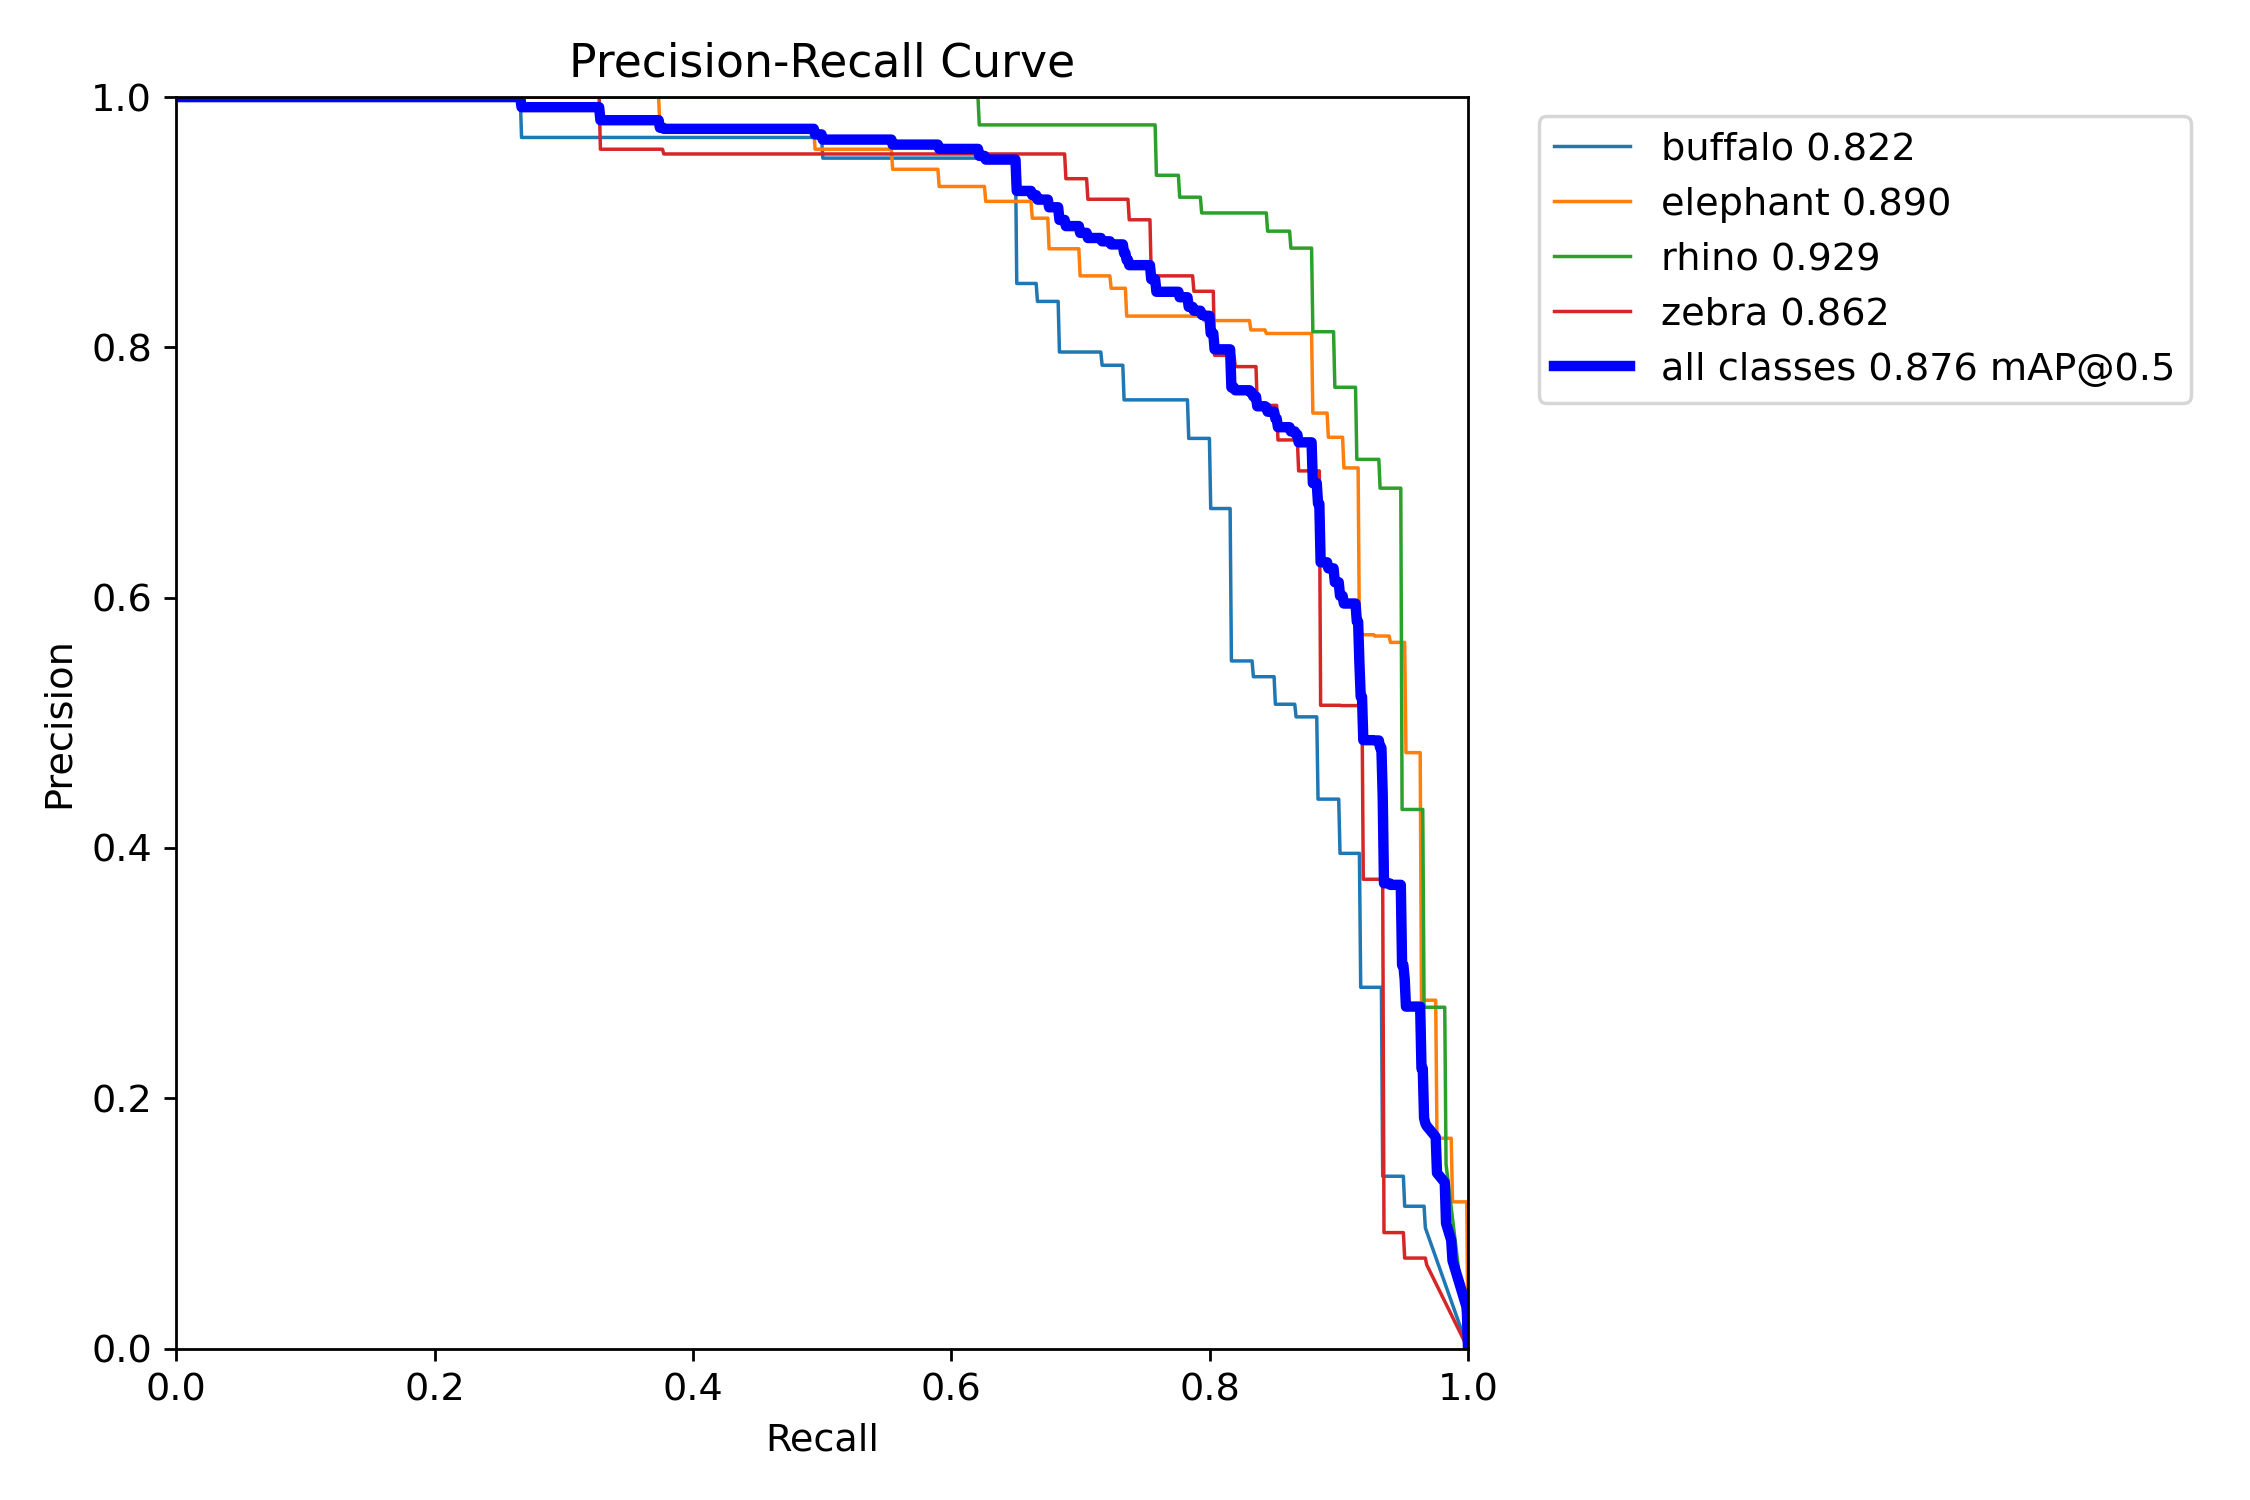 Precision-Recall Curve
1.0
0.8
0.6
0.4
0.2
0.0
Precision
0.0 0.2 0.4 0.6 0.8 1.0
Recall
buffalo 0.822
elephant 0.890
rhino 0.929
zebra 0.862
all classes 0.876 mAP@0.5